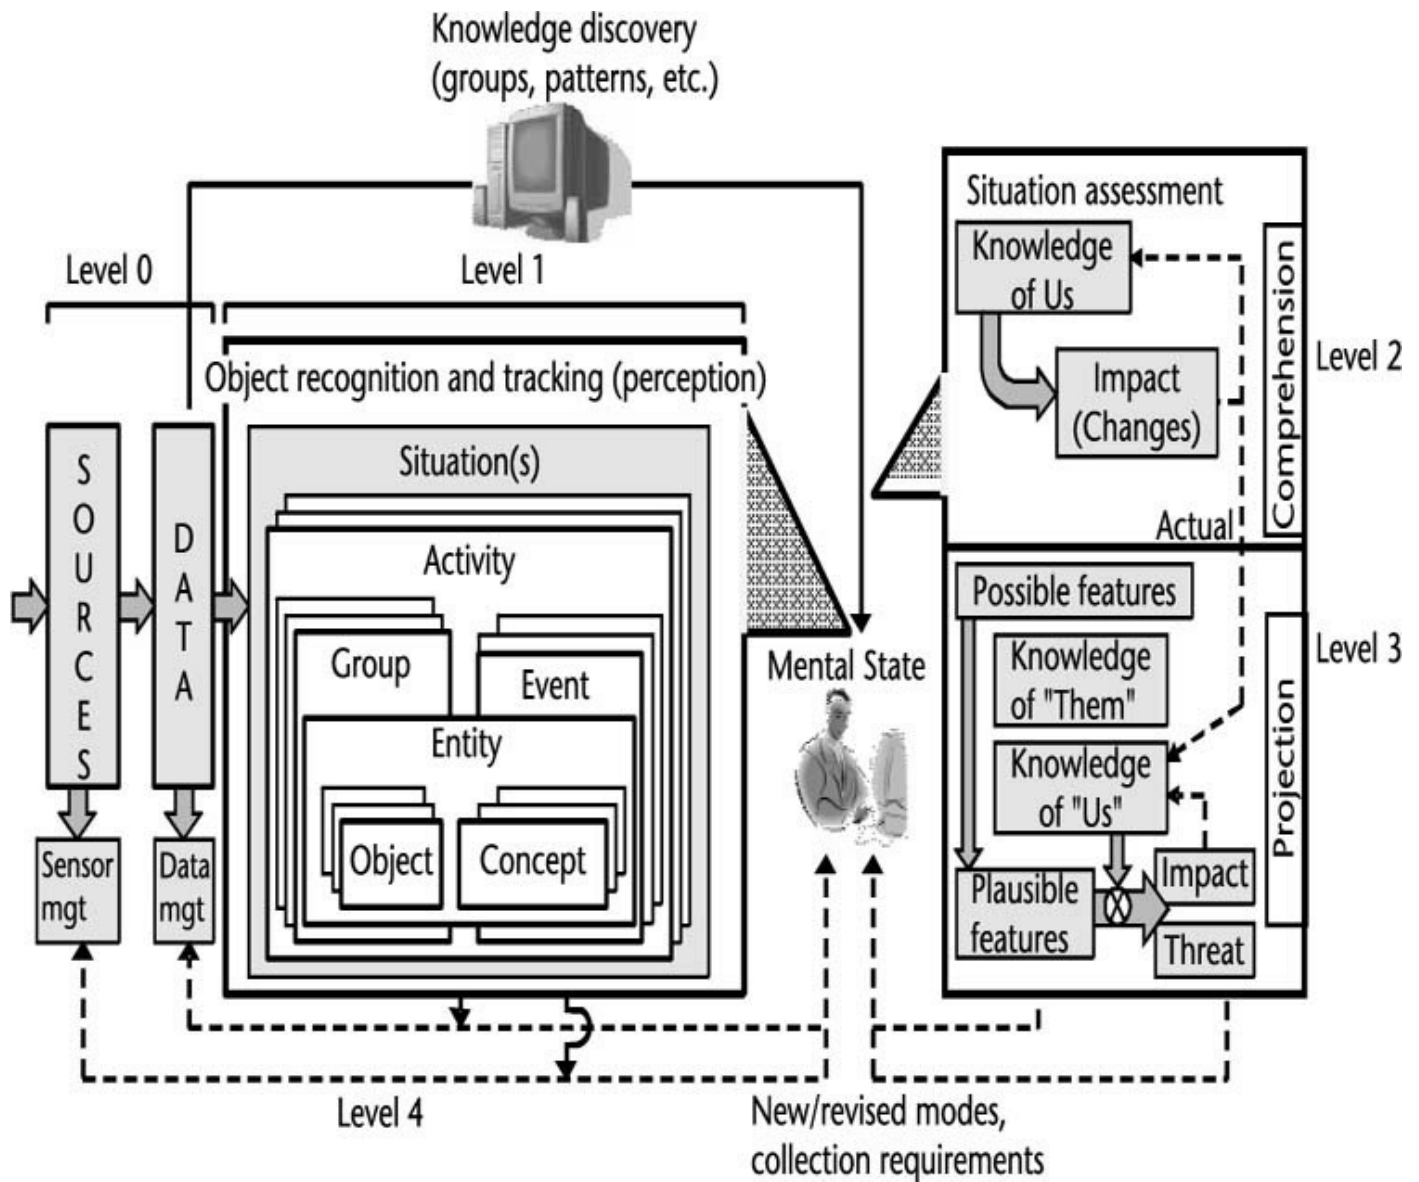 Knowledge discovery
(groups, patterns, etc.)
Level 0
Level 1
Object recognition and tracking (perception)
SOURCES
DATA
Situation(s)
Activity
Group
Event
Entity
Object
Concept
Sensor
mgt
Data
mgt
Mental State
Situation assessment
Knowledge
of Us
Impact
(Changes)
Comprehension
Level 2
Actual
Possible features
Knowledge
of "Them"
Knowledge
of "Us"
Plausible
features
X
Impact
Threat
Projection
Level 3
Level 4
New/revised modes,
collection requirements